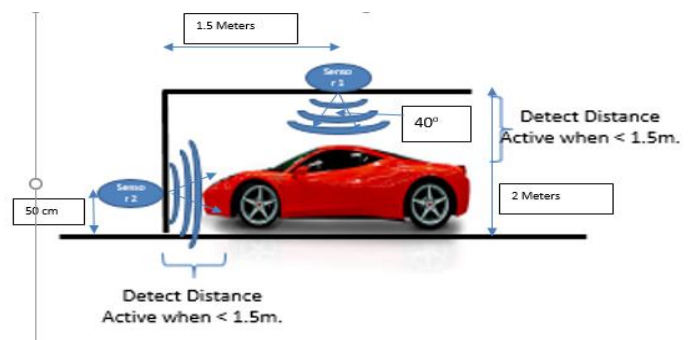 1.5 Meters
Senso
r 1
40°
Detect Distance
Active when < 1.5m.
Senso
r 2
50 cm
2 Meters
Detect Distance
Active when < 1.5m.